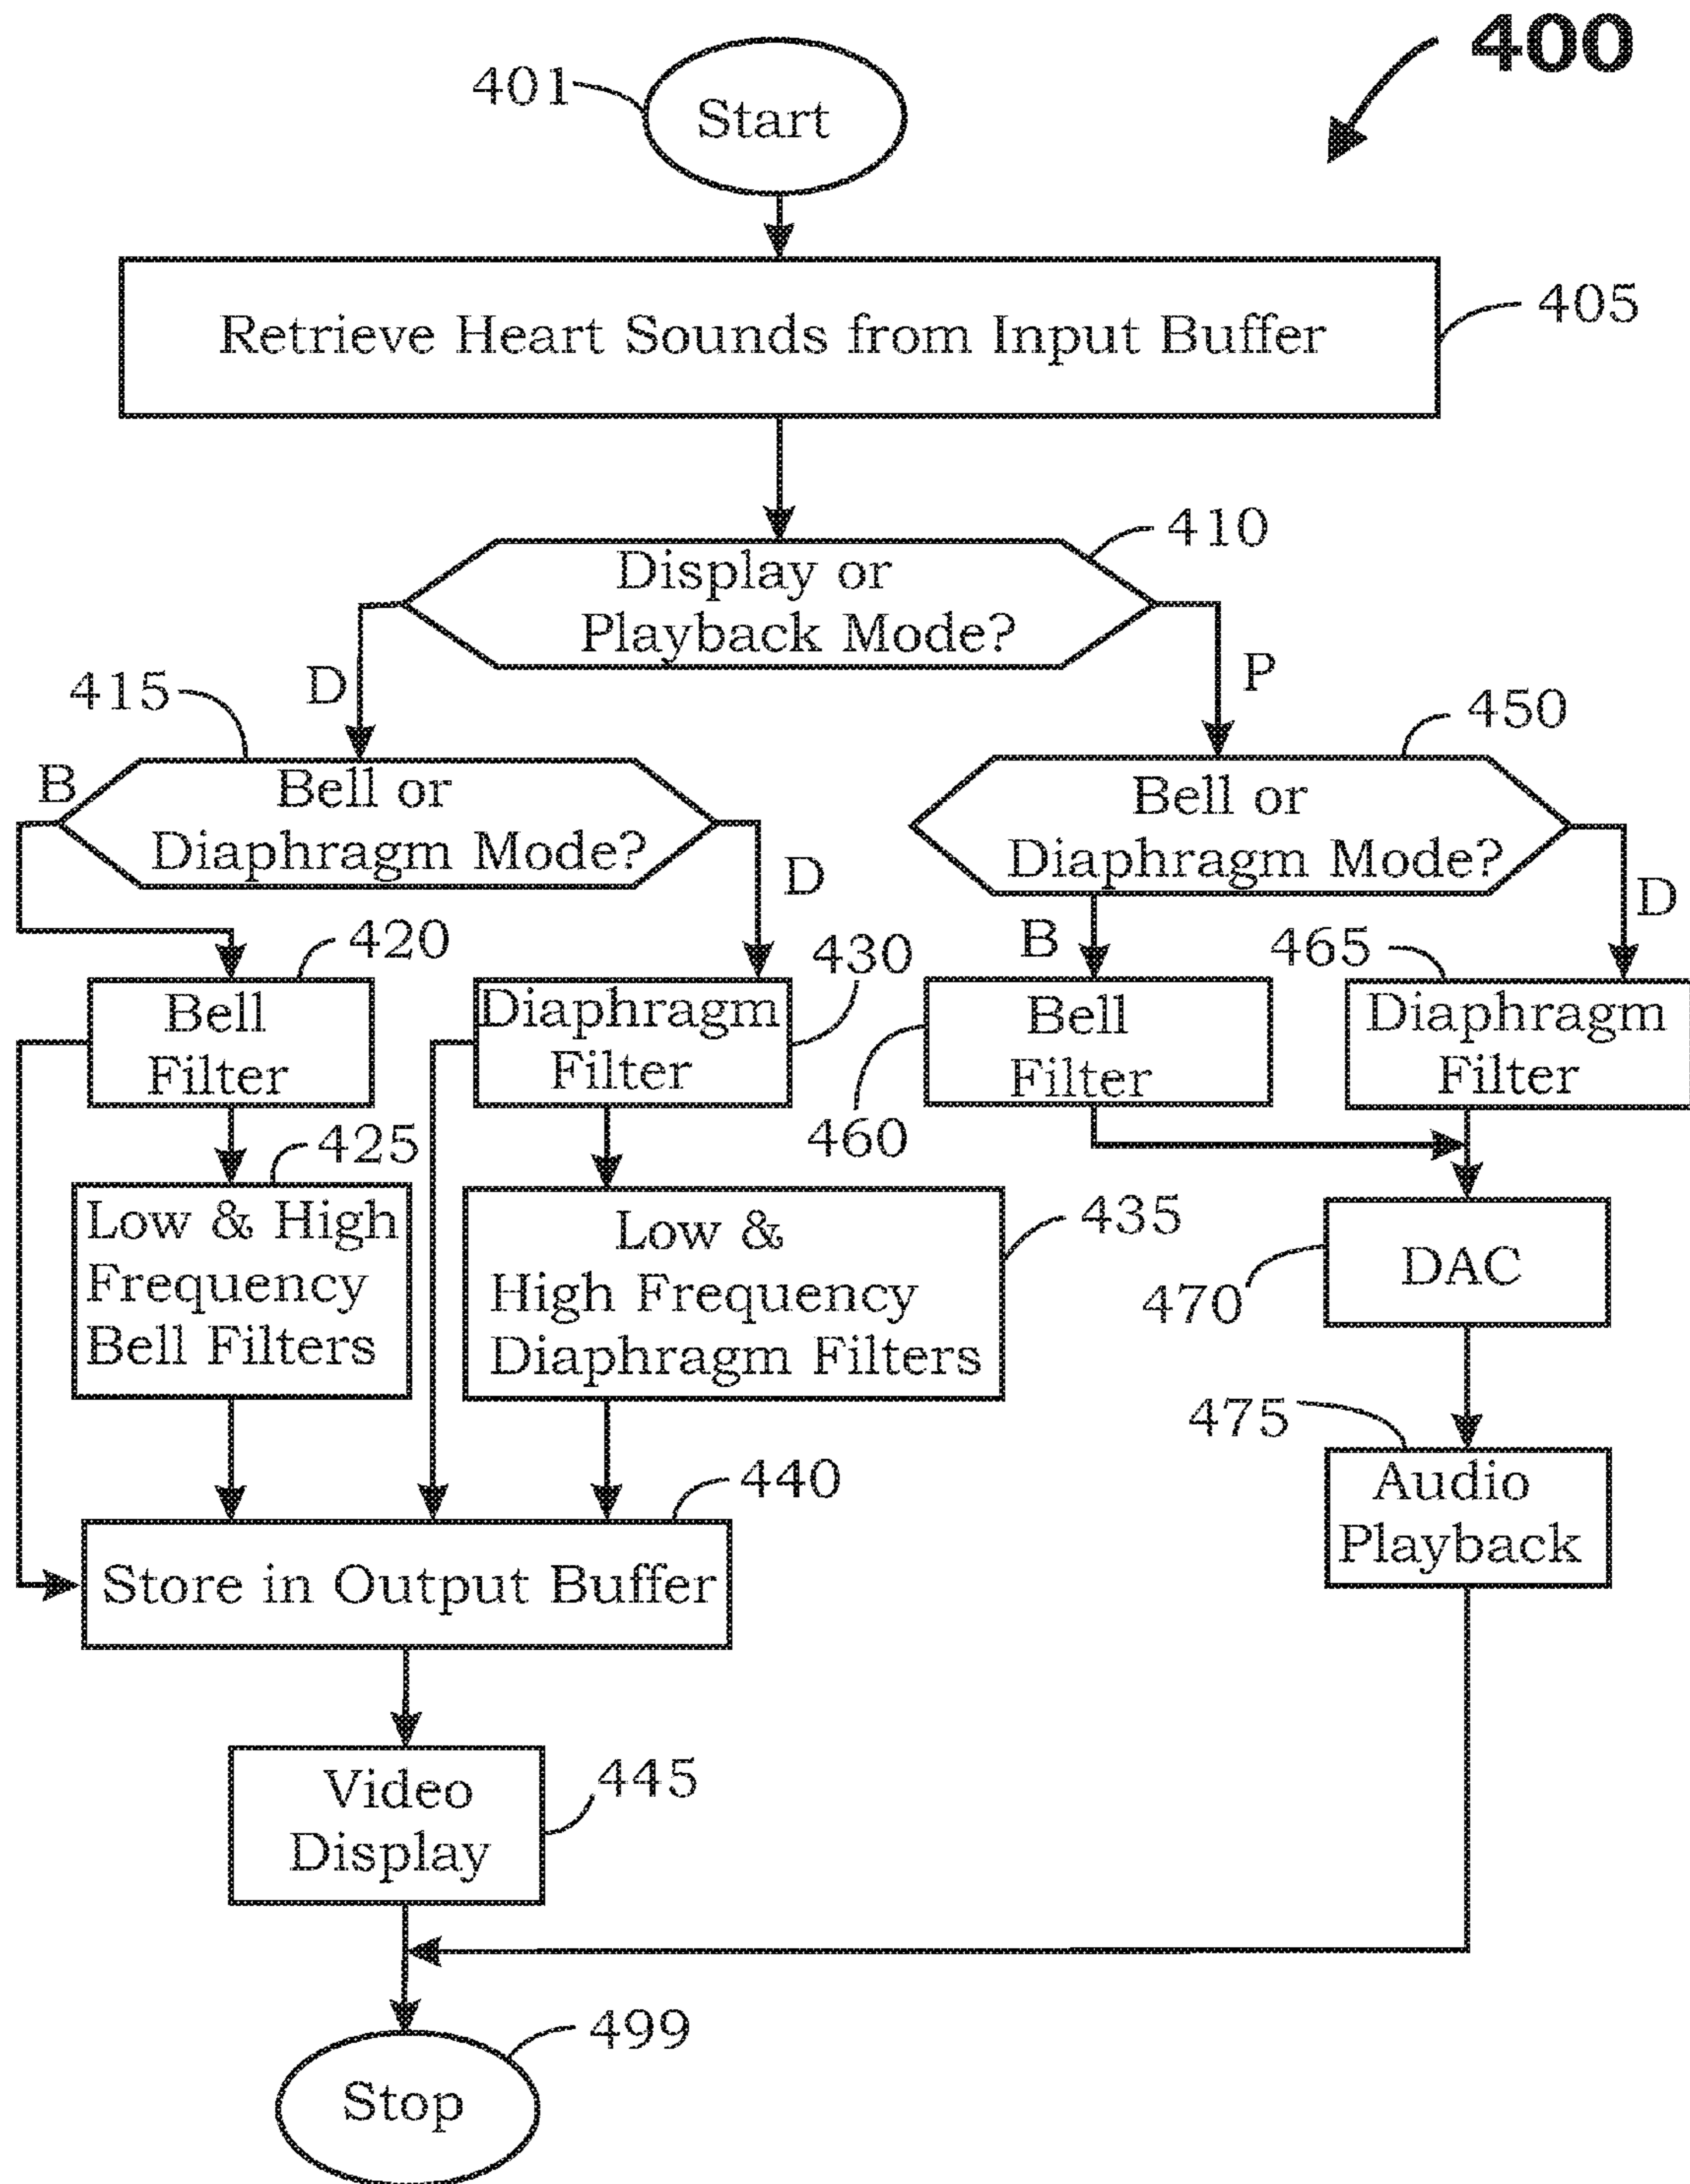 400
401
Start
Retrieve Heart Sounds from Input Buffer
405
410
Display or
Playback Mode?
415
D
P
450
B
Bell or
Diaphragm Mode?
D
Bell or
Diaphragm Mode?
B
D
420
Bell
Filter
430
Diaphragm
Filter
460
Bell
Filter
465
Diaphragm
Filter
425
Low & High
Frequency
Bell Filters
435
Low &
High Frequency
Diaphragm Filters
470
DAC
475
Audio
Playback
440
Store in Output Buffer
Video
Display
445
499
Stop